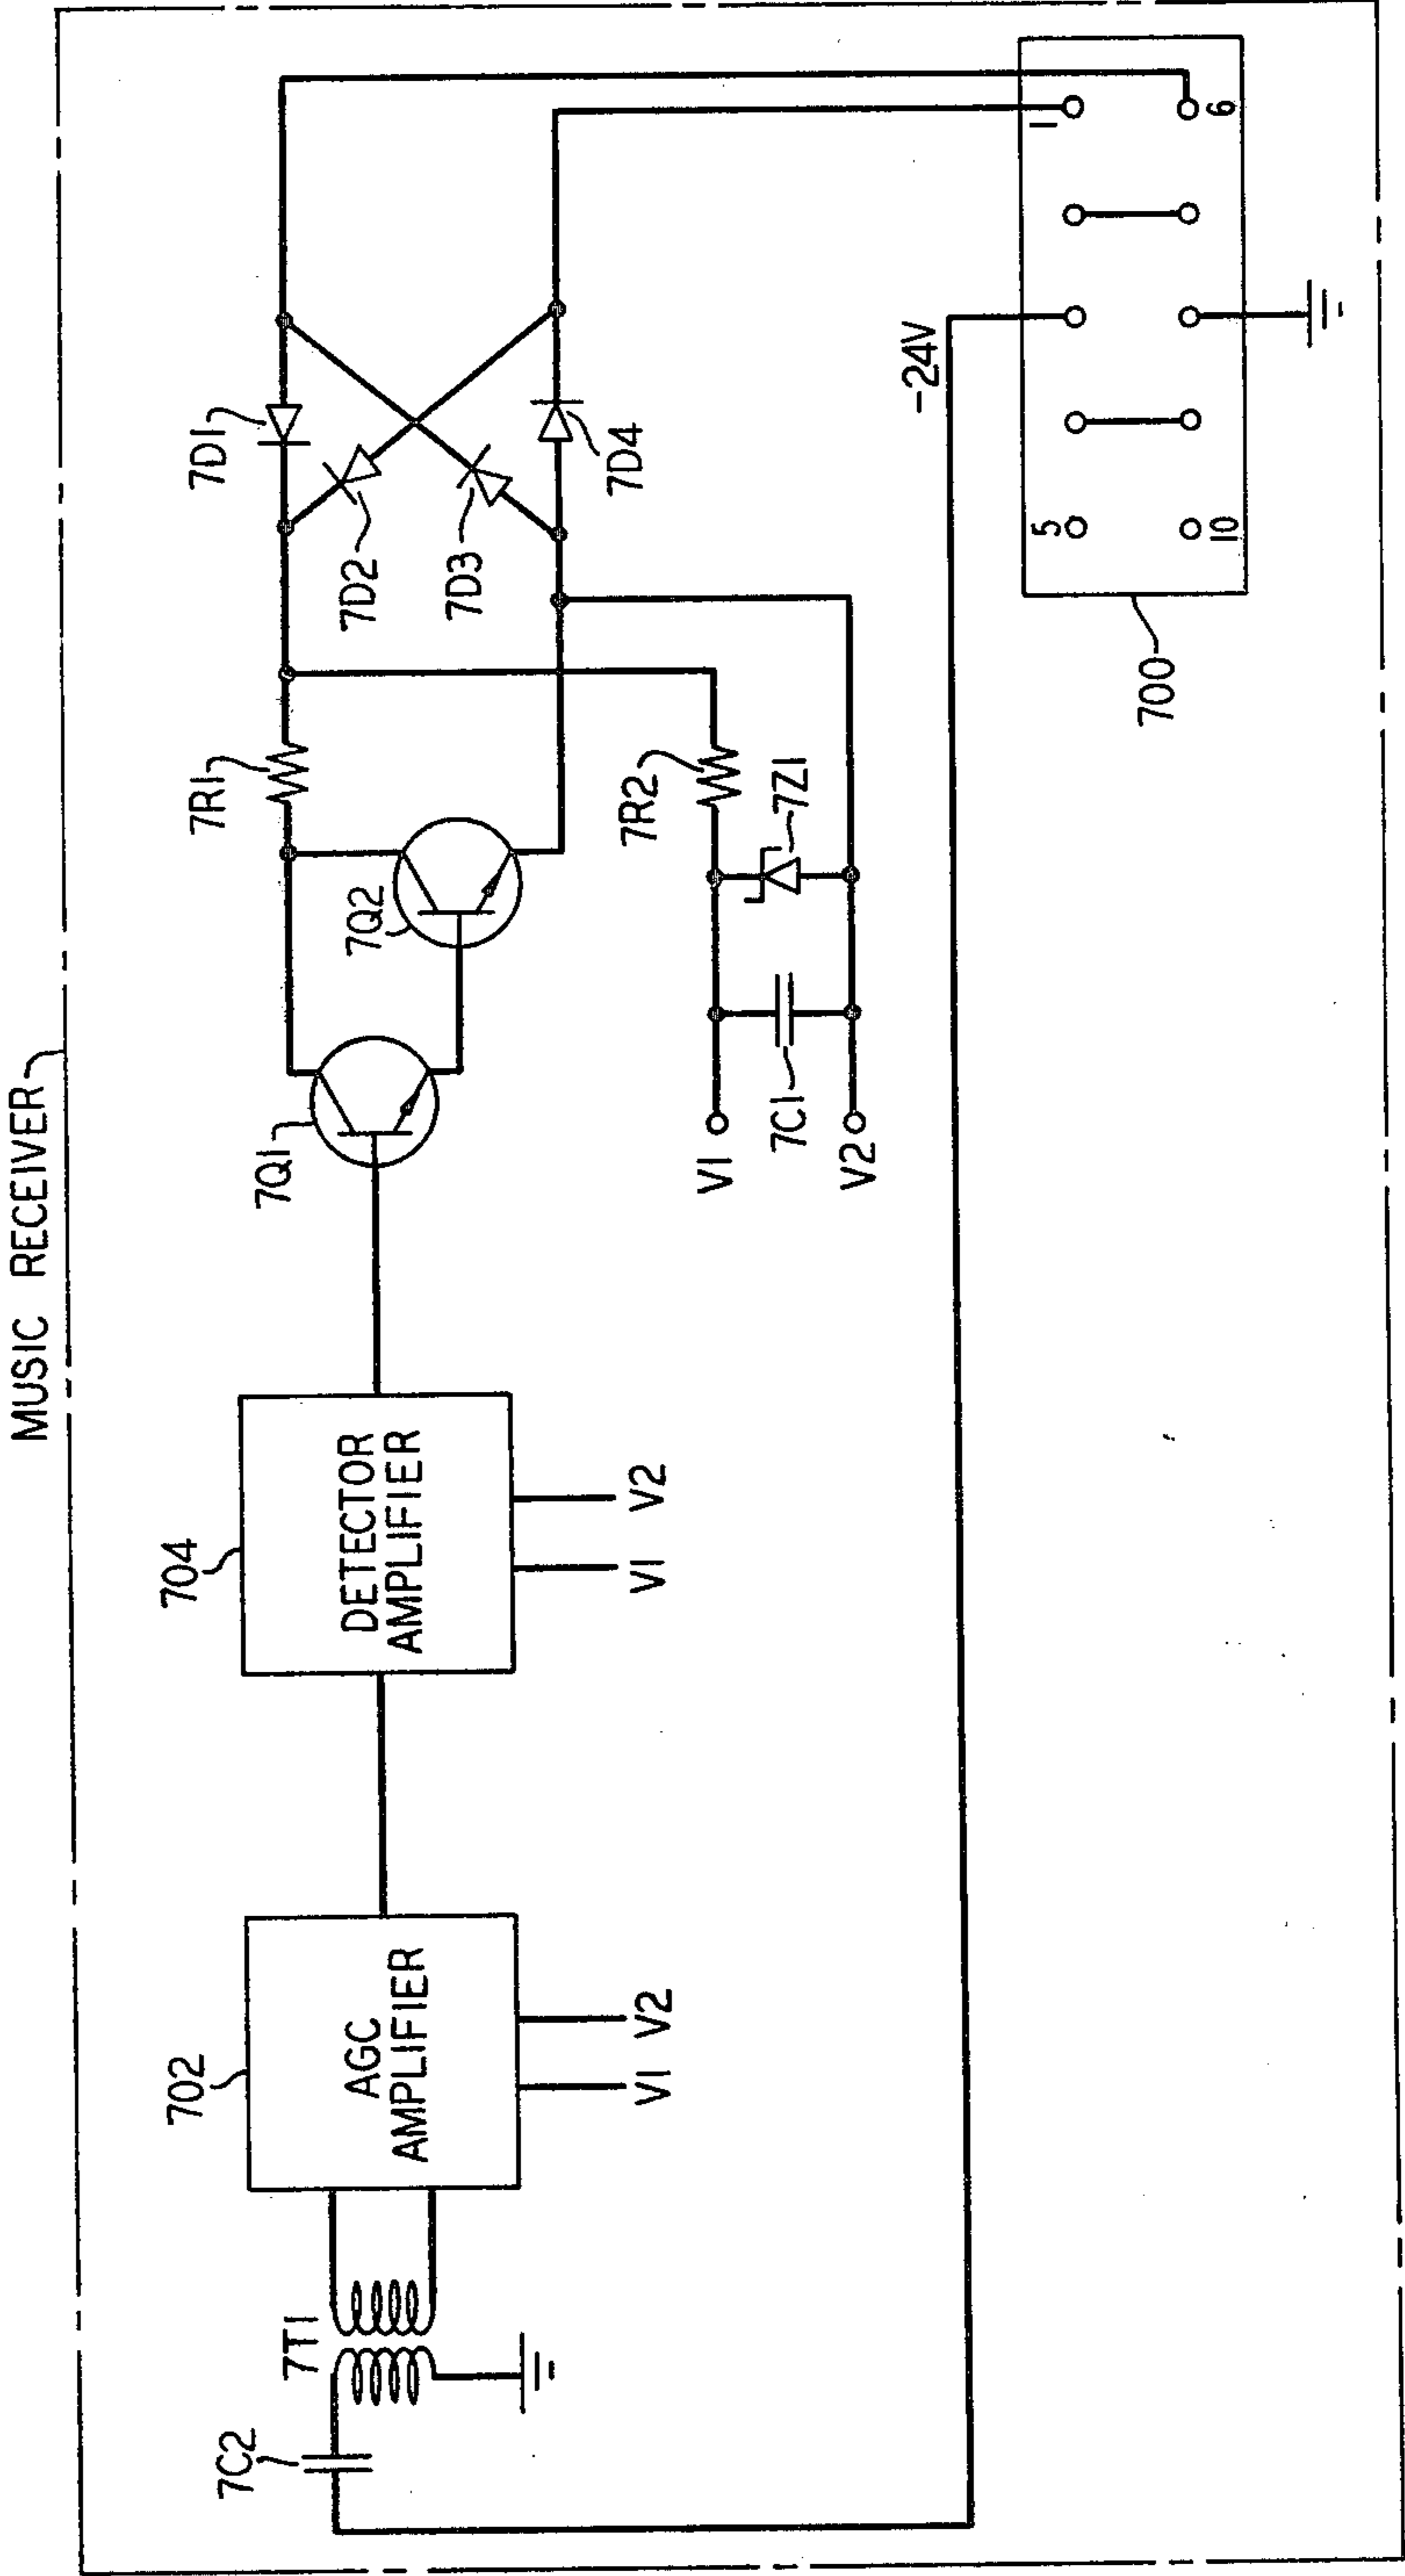 MUSIC RECEIVER
7C2
7T1
702
AGC
AMPLIFIER
V1
V2
704
DETECTOR
AMPLIFIER
V1
V2
7Q1
7Q2
7R1
7D1
7D2
7D3
7D4
7R2
7Z1
7C1
V1
V2
-24V
700
5
1
10
6